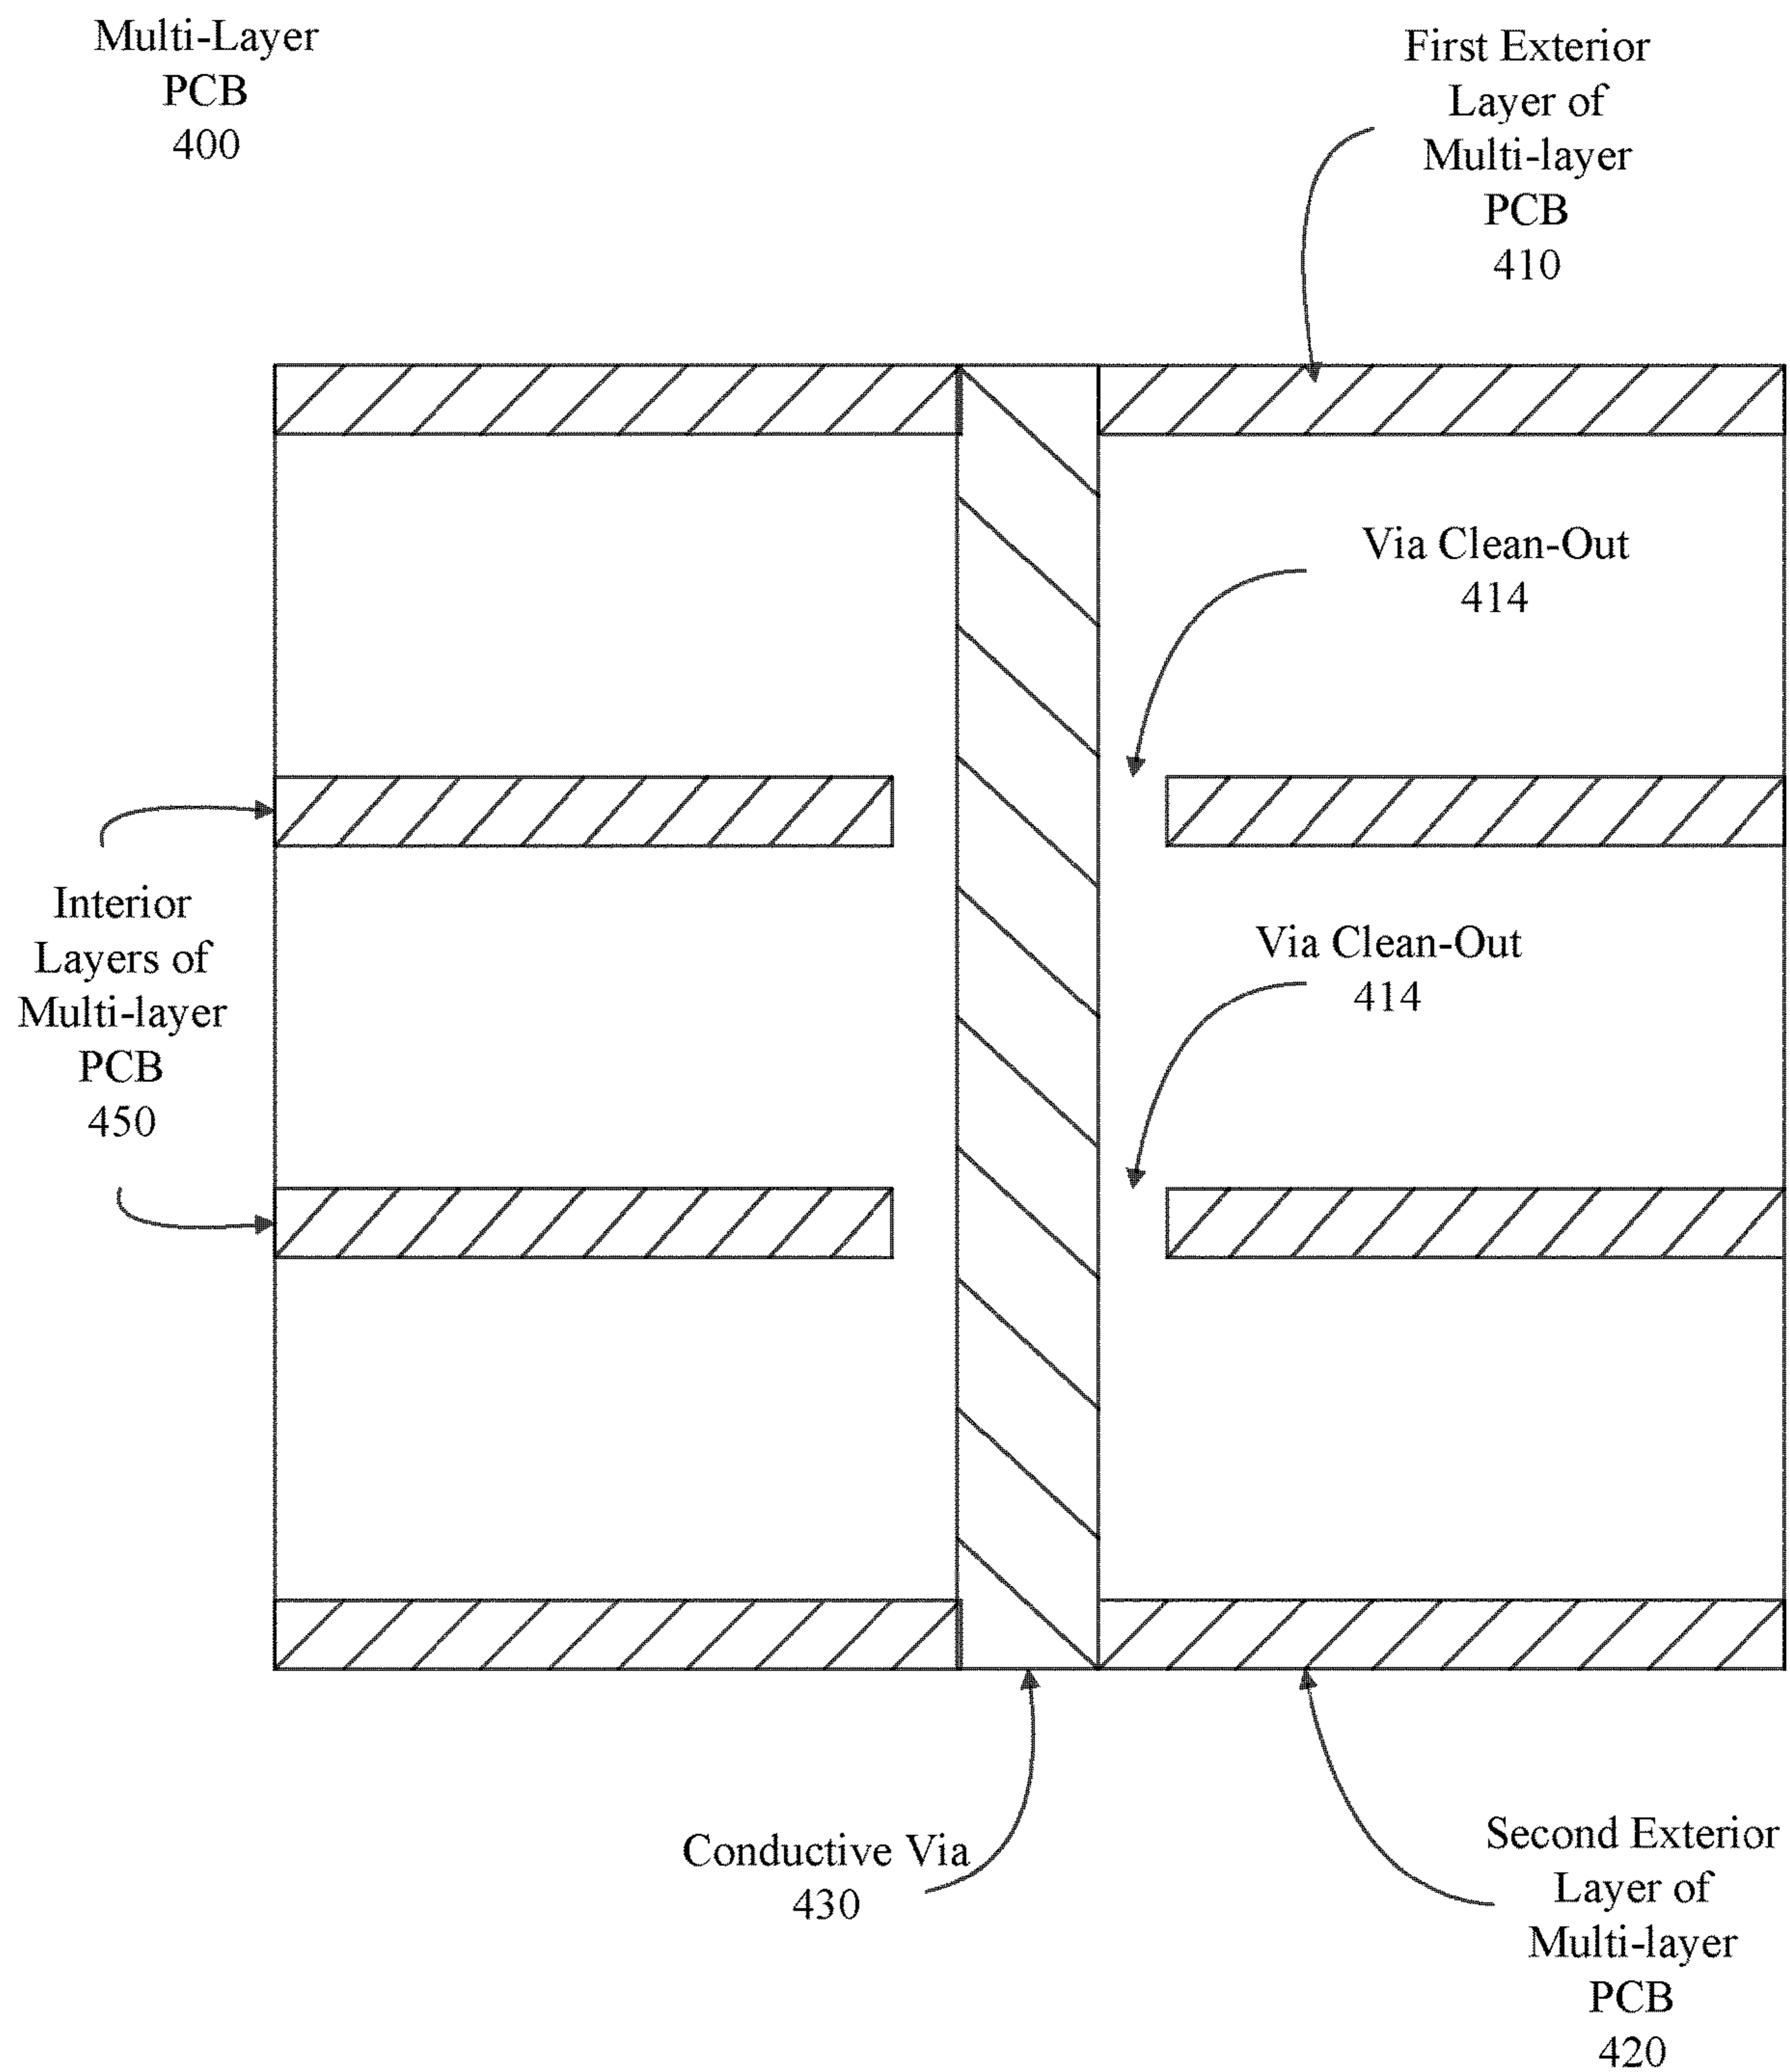 Multi-Layer
PCB
400
First Exterior
Layer of
Multi-layer
PCB
410
Via Clean-Out
414
Interior
Layers of
Multi-layer
PCB
450
Via Clean-Out
414
Conductive Via
430
Second Exterior
Layer of
Multi-layer
PCB
420